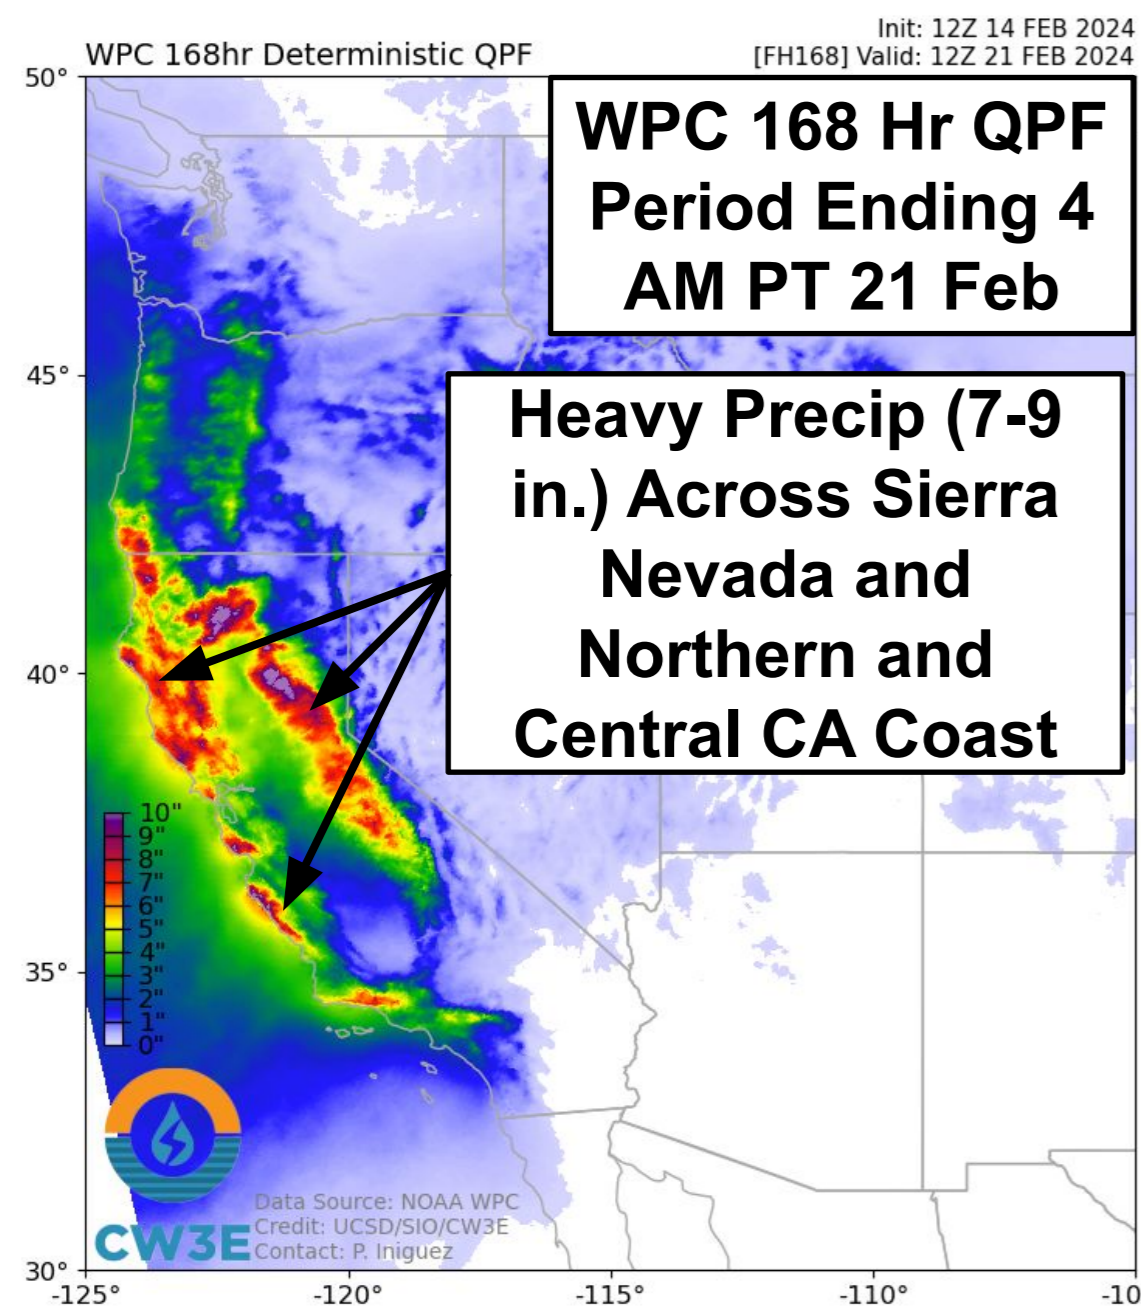 Init: 12Z 14 FEB 2024
WPC 168hr Deterministic QPF
[FH168] Valid: 12Z 21 FEB 2024
50°
WPC 168 Hr QPF
Period Ending 4
AM PT 21 Feb
45°
Heavy Precip (7-9
in.) Across Sierra
Nevada and
Northern and
Central CA Coast
40°
10"
9"
8"
7"
6"
5"
4"
3"
2"
1"
0"
35°
Data Source: NOAA WPC
Credit: UCSD/SIO/CW3E
Contact: P. Iniguez
CW3E
30°
-125°
-120°
-115°
-110°
-10